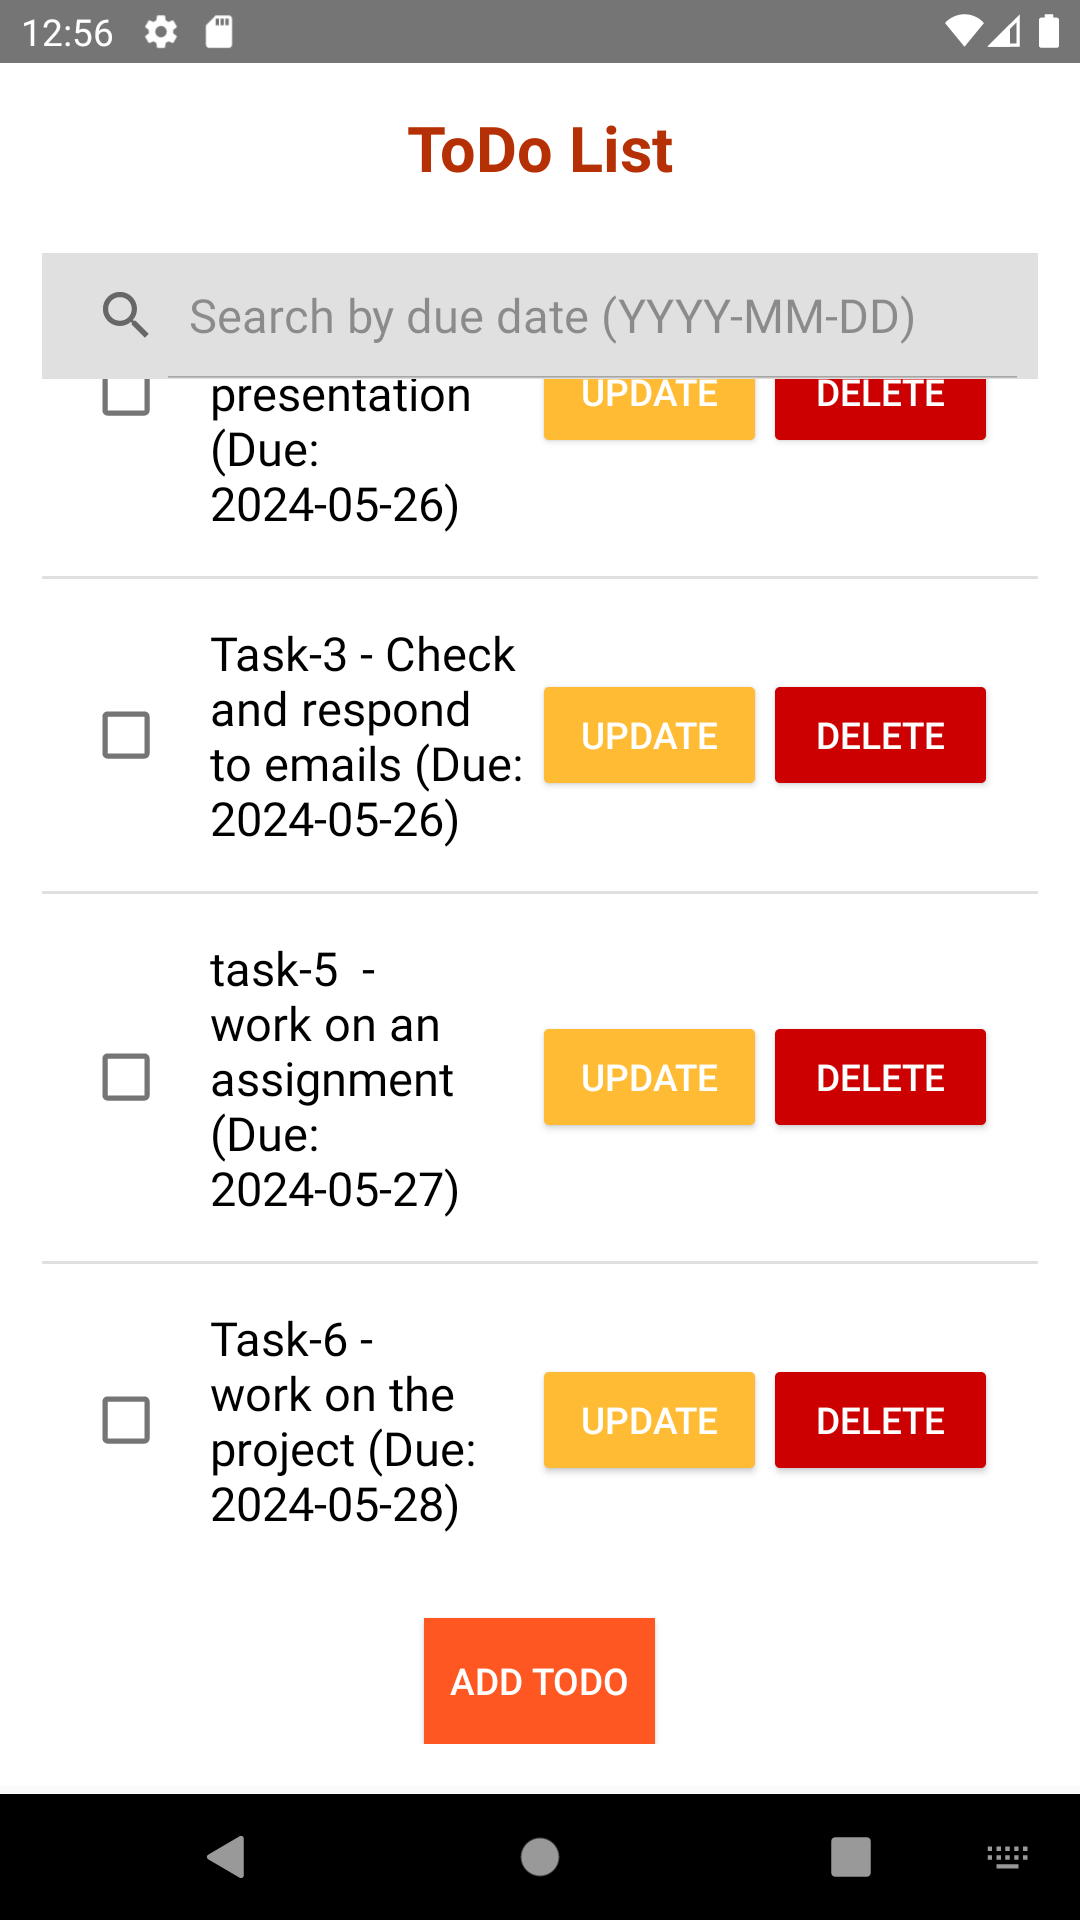 12:56
ToDo List
Search by due date (YYYY-MM-DD)
presentation
(Due:
2024-05-26)
UPDATE DELETE
Task-3 - Check
and respond
to emails (Due:
2024-05-26)
UPDATE DELETE
task-5  -
work on an
assignment
(Due:
2024-05-27)
UPDATE DELETE
Task-6 -
work on the
project (Due:
2024-05-28)
UPDATE DELETE
ADD TODO